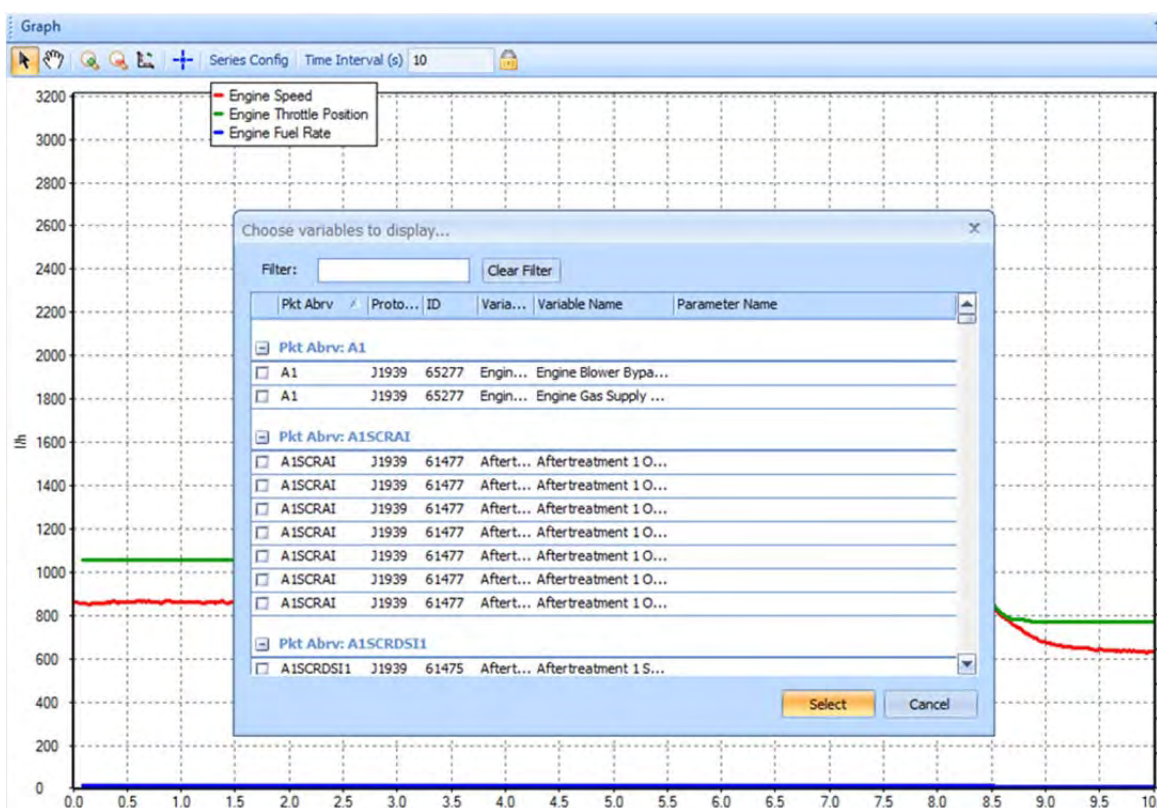 Graph
Series Config Time Interval (s) 10
3200
Engine Speed
Engine Throttle Position
Engine Fuel Rate
3000
2800
2600
2400
2200
2000
1800
1600
1400
1200
1000
800
600
400
200
0
l/h
Choose variables to display...
x
Filter: Clear Filter
Pkt Abrv Proto... ID Varia... Variable Name Parameter Name
Pkt Abrv: A1
A1 J1939 65277 Engin... Engine Blower Bypa...
A1 J1939 65277 Engin... Engine Gas Supply ...
Pkt Abrv: A1SCRAI
A1SCRAI J1939 61477 Aftert... Aftertreatment 1 O...
A1SCRAI J1939 61477 Aftert... Aftertreatment 1 O...
A1SCRAI J1939 61477 Aftert... Aftertreatment 1 O...
A1SCRAI J1939 61477 Aftert... Aftertreatment 1 O...
A1SCRAI J1939 61477 Aftert... Aftertreatment 1 O...
A1SCRAI J1939 61477 Aftert... Aftertreatment 1 O...
A1SCRAI J1939 61477 Aftert... Aftertreatment 1 O...
Pkt Abrv: A1SCRDSI1
A1SCRDSI1 J1939 61475 Aftert... Aftertreatment 1 S...
Select Cancel
0.0 0.5 1.0 1.5 2.0 2.5 3.0 3.5 4.0 4.5 5.0 5.5 6.0 6.5 7.0 7.5 8.0 8.5 9.0 9.5